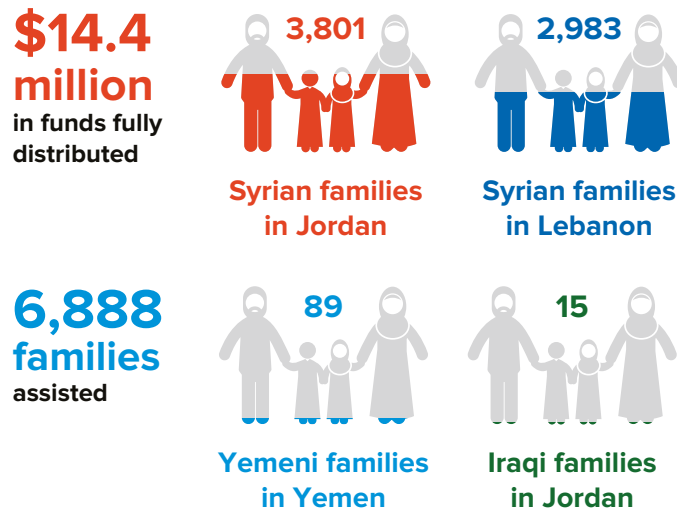 $14.4
million
in funds fully
distributed
3,801
Syrian families
in Jordan
2,983
Syrian families
in Lebanon
6,888
families
assisted
89
Yemeni families
in Yemen
15
Iraqi families
in Jordan